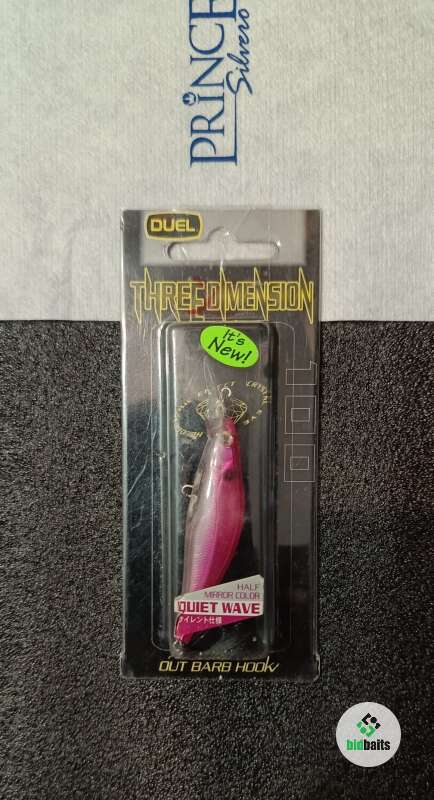 PRINCE
Silvero
DUEL
THREE DIMENSION
It's
New!
HALF
MIRROR COLOR
QUIET WAVE
サイレント仕様
OUT BARB HOOK
bidbaits